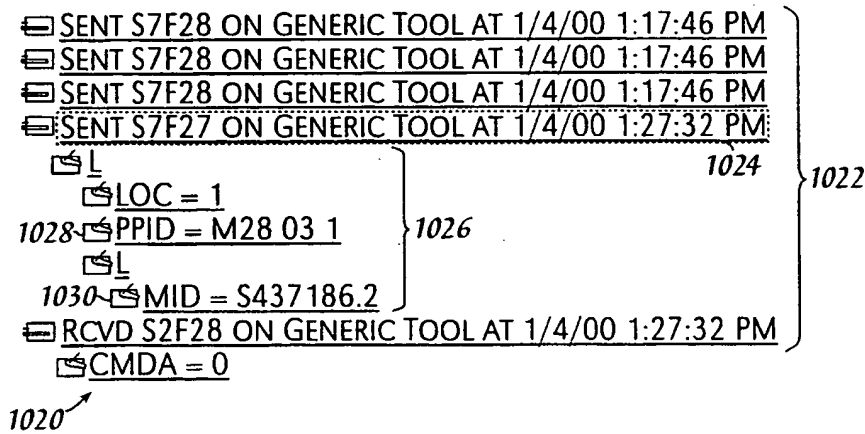 SENT S7F28 ON GENERIC TOOL AT 1/4/00 1:17:46 PM
SENT S7F28 ON GENERIC TOOL AT 1/4/00 1:17:46 PM
SENT S7F28 ON GENERIC TOOL AT 1/4/00 1:17:46 PM
SENT S7F27 ON GENERIC TOOL AT 1/4/00 1:27:32 PM
L 1024 1022
LOC = 1
1028 PPID = M28 03 1 1026
L
1030 MID = S437186.2
RCVD S2F28 ON GENERIC TOOL AT 1/4/00 1:27:32 PM
CMDA = 0
1020